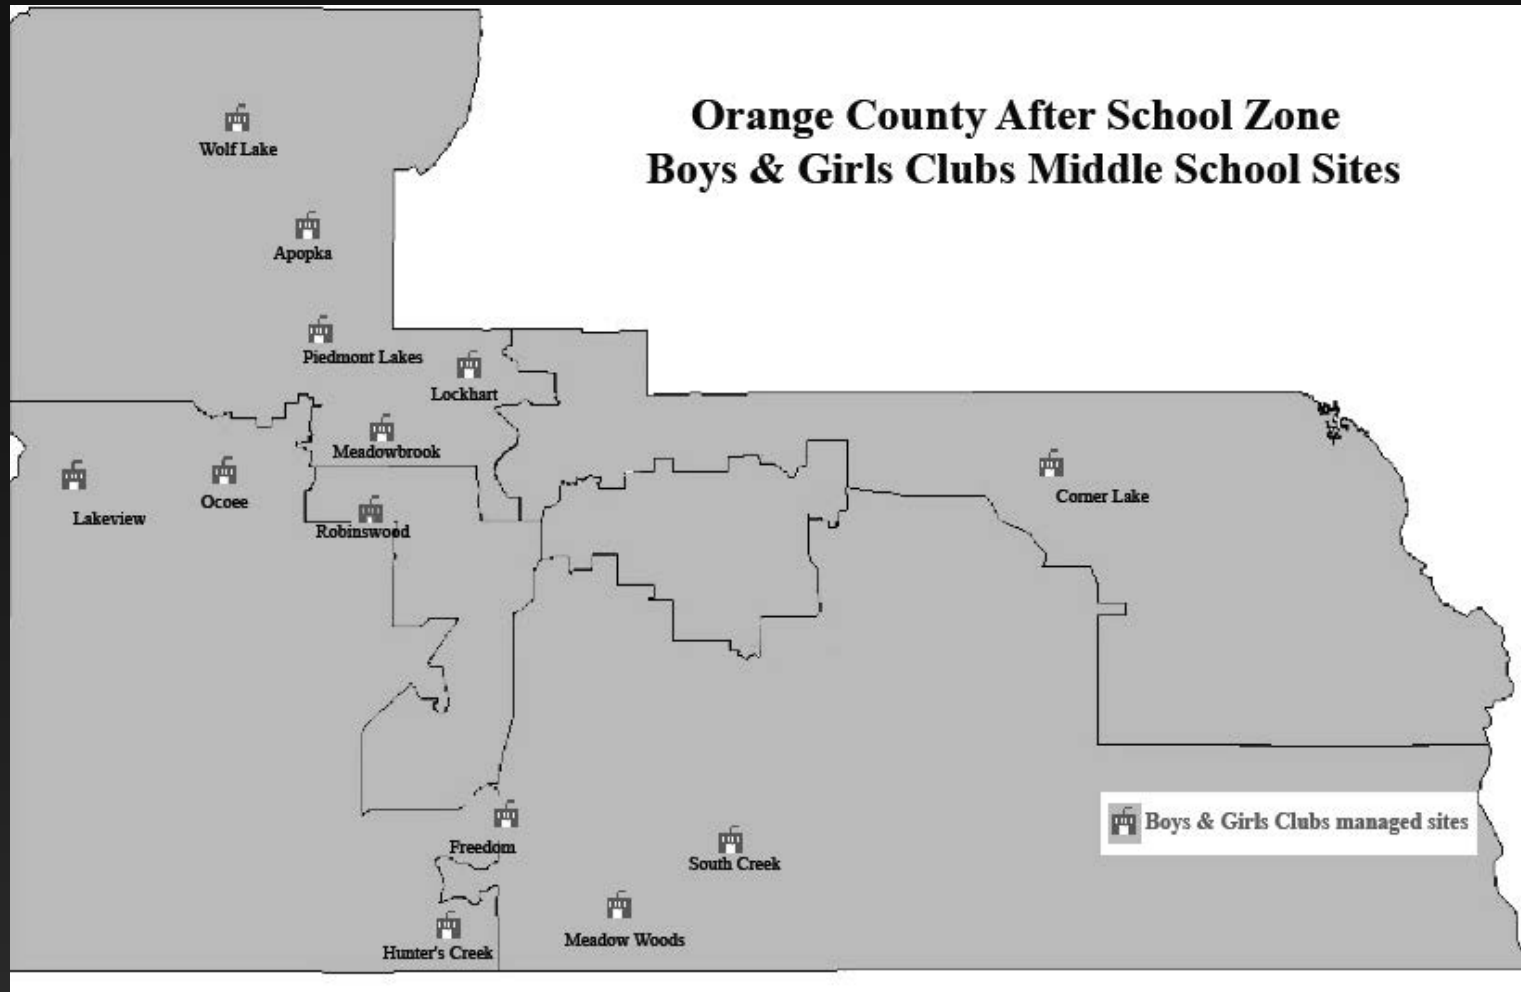 Orange County After School Zone
Boys & Girls Clubs Middle School Sites
Wolf Lake
Apopka
Piedmont Lakes
Lockhart
Meadowbrook
Lakeview
Ocoee
Robinswood
Corner Lake
Freedom
South Creek
Hunter's Creek
Meadow Woods
Boys & Girls Clubs managed sites